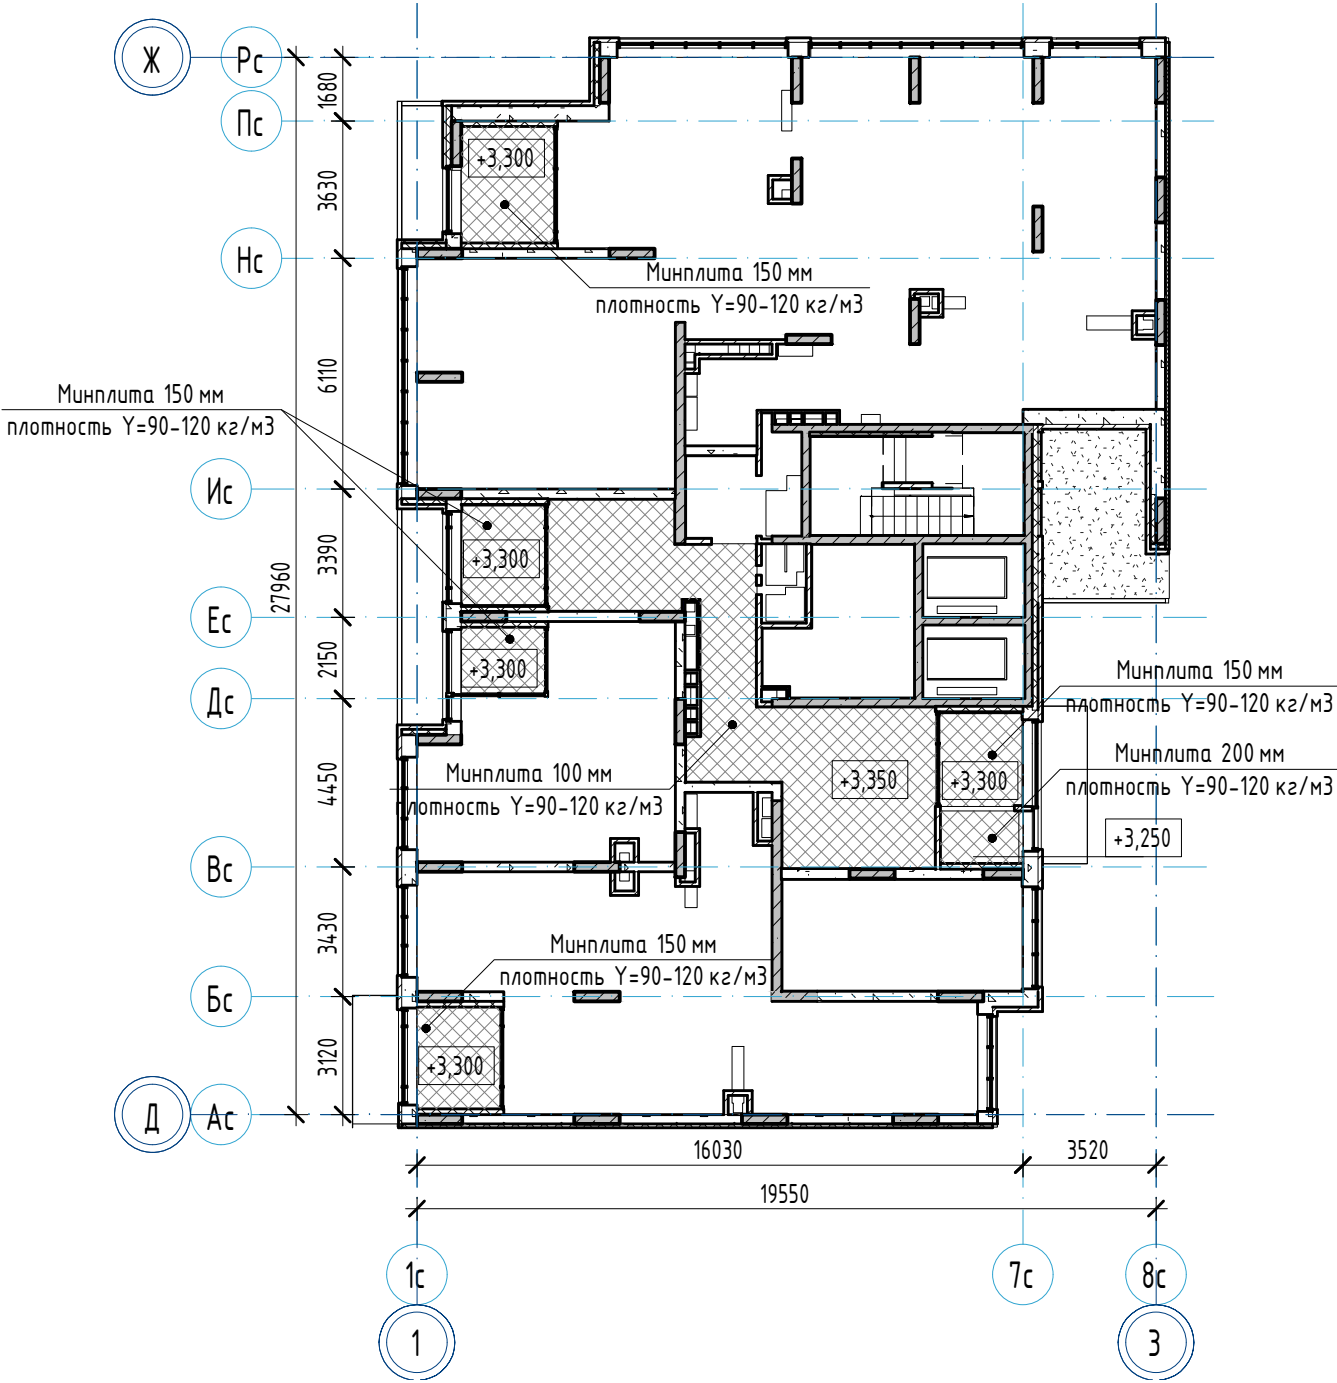 Ж
Рс
1680
Пс
+3,300
3630
Нс
Минплита 150 мм
плотность Y=90-120 кг/м3
6110
Минплита 150 мм
плотность Y=90-120 кг/м3
Ис
3390
+3,300
27960
Ес
2150
+3,300
Дс
Минплита 150 мм
плотность Y=90-120 кг/м3
4450
Минплита 100 мм
плотность Y=90-120 кг/м3
+3,350
+3,300
Минплита 200 мм
плотность Y=90-120 кг/м3
+3,250
Вс
3430
Минплита 150 мм
плотность Y=90-120 кг/м3
Бс
3120
+3,300
Д
Ас
16030
3520
19550
1с
7с
8с
1
3